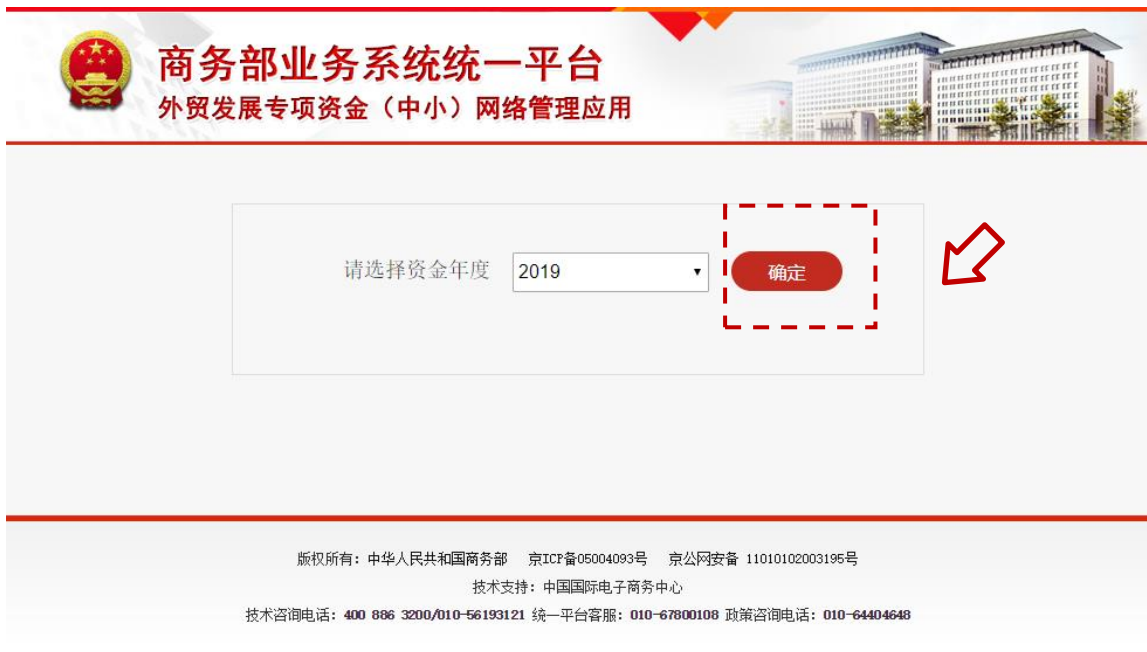 商务部业务系统统一平台
外贸发展专项资金（中小）网络管理应用
请选择资金年度 2019 确定
版权所有：中华人民共和国商务部 京ICP备05004093号 京公网安备 11010102003195号
技术支持：中国国际电子商务中心
技术咨询电话：400 886 3200/010-56193121 统一平台客服：010-67800108 政策咨询电话：010-64404648